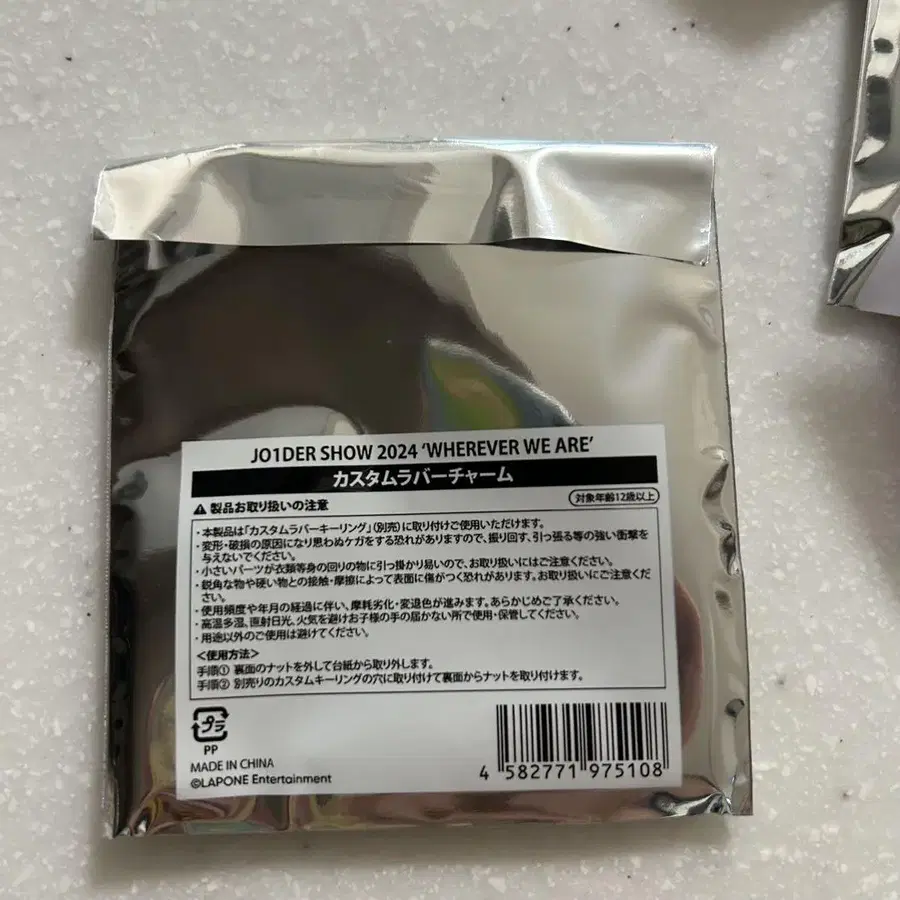 JO1DER SHOW 2024 ‘WHEREVER WE ARE’
カスタムラバーチャーム
⚠製品お取り扱いの注意
対象年齢12歳以上
・本製品は「カスタムラバーキーリング」(別売)に取り付けご使用いただけます。
・変形・破損の原因になり思わぬケガをする恐れがありますので、振り回す、引っ張る等の強い衝撃を
与えないでください。
・小さいパーツが衣類等身の回りの物に引っ掛かり易いので、お取り扱いにはご注意ください。
・鋭角な物や硬い物との接触・摩擦によって表面に傷がつく恐れがあります。お取り扱いにご注意くだ
さい。
・使用頻度や年月の経過に伴い、摩耗劣化・変退色が進みます。あらかじめご了承ください。
・高温多湿、直射日光、火気を避けお子様の手の届かない所で使用・保管してください。
・用途以外のご使用は避けてください。
<使用方法>
手順① 裏面のナットを外して台紙から取り外します。
手順② 別売りのカスタムキーリングの穴に取り付けて裏面からナットを取り付けます。
プラ
PP
MADE IN CHINA
©LAPONE Entertainment
4 582771 975108